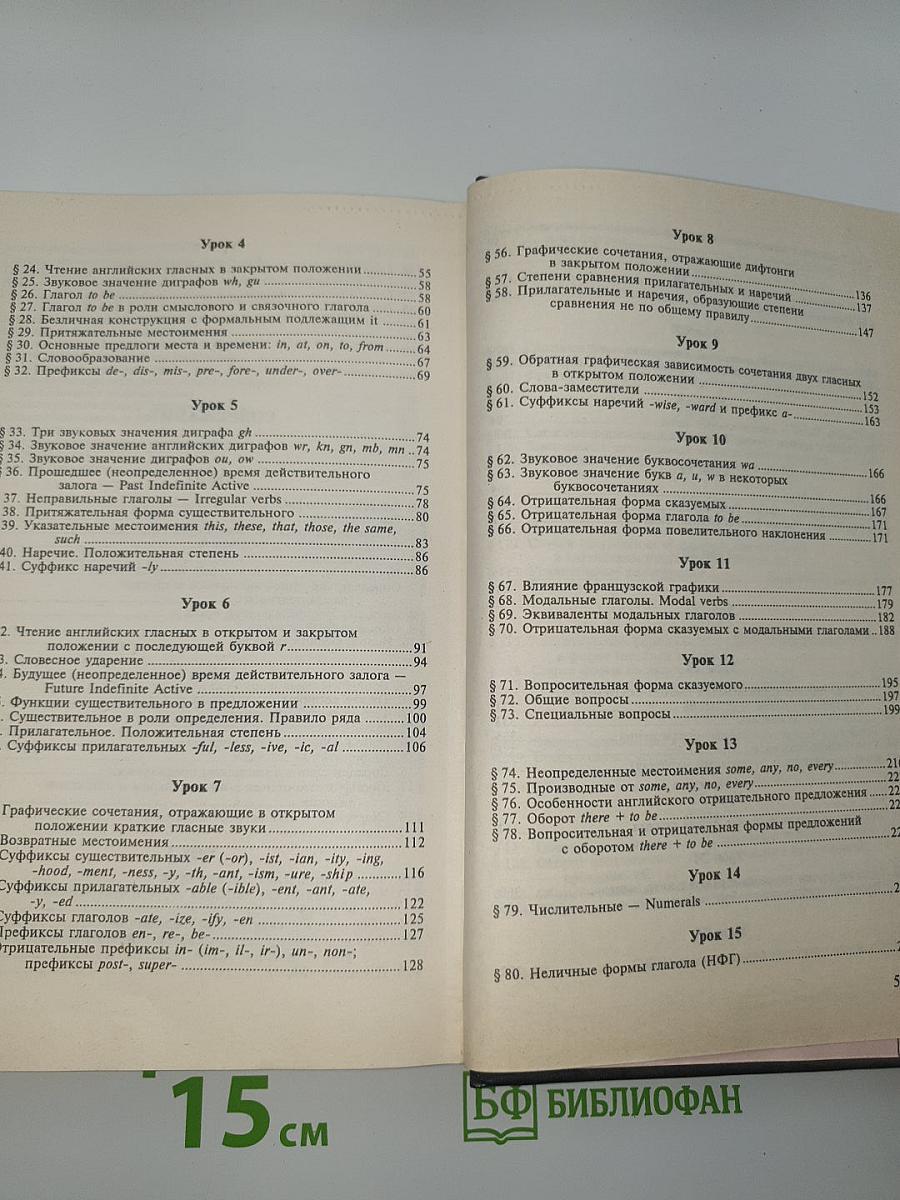 Урок 4
§ 24. Чтение английских гласных в закрытом положении 55
§ 25. Звуковое значение диграфов wh, gu 58
§ 26. Глагол to be 58
§ 27. Глагол to be в роли смыслового и связочного глагола 60
§ 28. Безличная конструкция с формальным подлежащим it 61
§ 29. Притяжательные местоимения 63
§ 30. Основные предлоги места и времени: in, at, on, to, from 64
§ 31. Словообразование 67
§ 32. Префиксы de-, dis-, mis-, pre-, fore-, under-, over- 69
Урок 5
§ 33. Три звуковых значения диграфа gh 74
§ 34. Звуковое значение английских диграфов wr, kn, gn, mb, mn 74
§ 35. Звуковое значение диграфов ou, ow 75
§ 36. Прошедшее (неопределенное) время действительного
залога — Past Indefinite Active 75
37. Неправильные глаголы — Irregular verbs 78
38. Притяжательная форма существительного 80
39. Указательные местоимения this, these, that, those, the same,
such 83
40. Наречие. Положительная степень 86
41. Суффикс наречий -ly 86
Урок 6
2. Чтение английских гласных в открытом и закрытом
положении с последующей буквой r 91
3. Словесное ударение 94
4. Будущее (неопределенное) время действительного залога —
Future Indefinite Active 97
5. Функции существительного в предложении 99
. Существительное в роли определения. Правило ряда 100
. Прилагательное. Положительная степень 104
. Суффиксы прилагательных -ful, -less, -ive, -ic, -al 106
Урок 7
Графические сочетания, отражающие в открытом
положении краткие гласные звуки 111
Возвратные местоимения 112
Суффиксы существительных -er (-or), -ist, -ian, -ity, -ing,
-hood, -ment, -ness, -y, -th, -ant, -ism, -ure, -ship 116
Суффиксы прилагательных -able (-ible), -ent, -ant, -ate,
-y, -ed 122
Суффиксы глаголов -ate, -ize, -ify, -en 125
Префиксы глаголов en-, re-, be- 127
Отрицательные префиксы in- (im-, il-, ir-), un-, non-;
префиксы post-, super- 128
Урок 8
§ 56. Графические сочетания, отражающие дифтонги
в закрытом положении 136
§ 57. Степени сравнения прилагательных и наречий 137
§ 58. Прилагательные и наречия, образующие степени
сравнения не по общему правилу 147
Урок 9
§ 59. Обратная графическая зависимость сочетания двух гласных
в открытом положении 152
§ 60. Слова-заместители 153
§ 61. Суффиксы наречий -wise, -ward и префикс a- 163
Урок 10
§ 62. Звуковое значение буквосочетания wa 166
§ 63. Звуковое значение букв a, u, w в некоторых
буквосочетаниях 166
§ 64. Отрицательная форма сказуемых 167
§ 65. Отрицательная форма глагола to be 171
§ 66. Отрицательная форма повелительного наклонения 171
Урок 11
§ 67. Влияние французской графики 177
§ 68. Модальные глаголы. Modal verbs 179
§ 69. Эквиваленты модальных глаголов 182
§ 70. Отрицательная форма сказуемых с модальными глаголами 188
Урок 12
§ 71. Вопросительная форма сказуемого 195
§ 72. Общие вопросы 197
§ 73. Специальные вопросы 199
Урок 13
§ 74. Неопределенные местоимения some, any, no, every 21
§ 75. Производные от some, any, no, every 22
§ 76. Особенности английского отрицательного предложения 22
§ 77. Оборот there + to be 22
§ 78. Вопросительная и отрицательная формы предложений
с оборотом there + to be 22
Урок 14
§ 79. Числительные — Numerals 2
Урок 15
§ 80. Неличные формы глагола (НФГ)
5
15 см
БФ БИБЛИОФАН